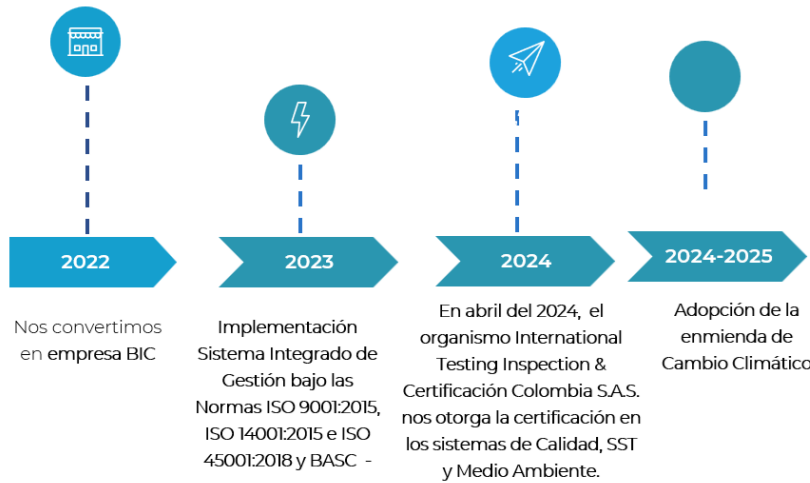 2022
Nos convertimos
en empresa BIC
2023
Implementación
Sistema Integrado de
Gestión bajo las
Normas ISO 9001:2015,
ISO 14001:2015 e ISO
45001:2018 y BASC -
2024
En abril del 2024, el
organismo International
Testing Inspection &
Certificación Colombia S.A.S.
nos otorga la certificación en
los sistemas de Calidad, SST
y Medio Ambiente.
2024-2025
Adopción de la
enmienda de
Cambio Climático